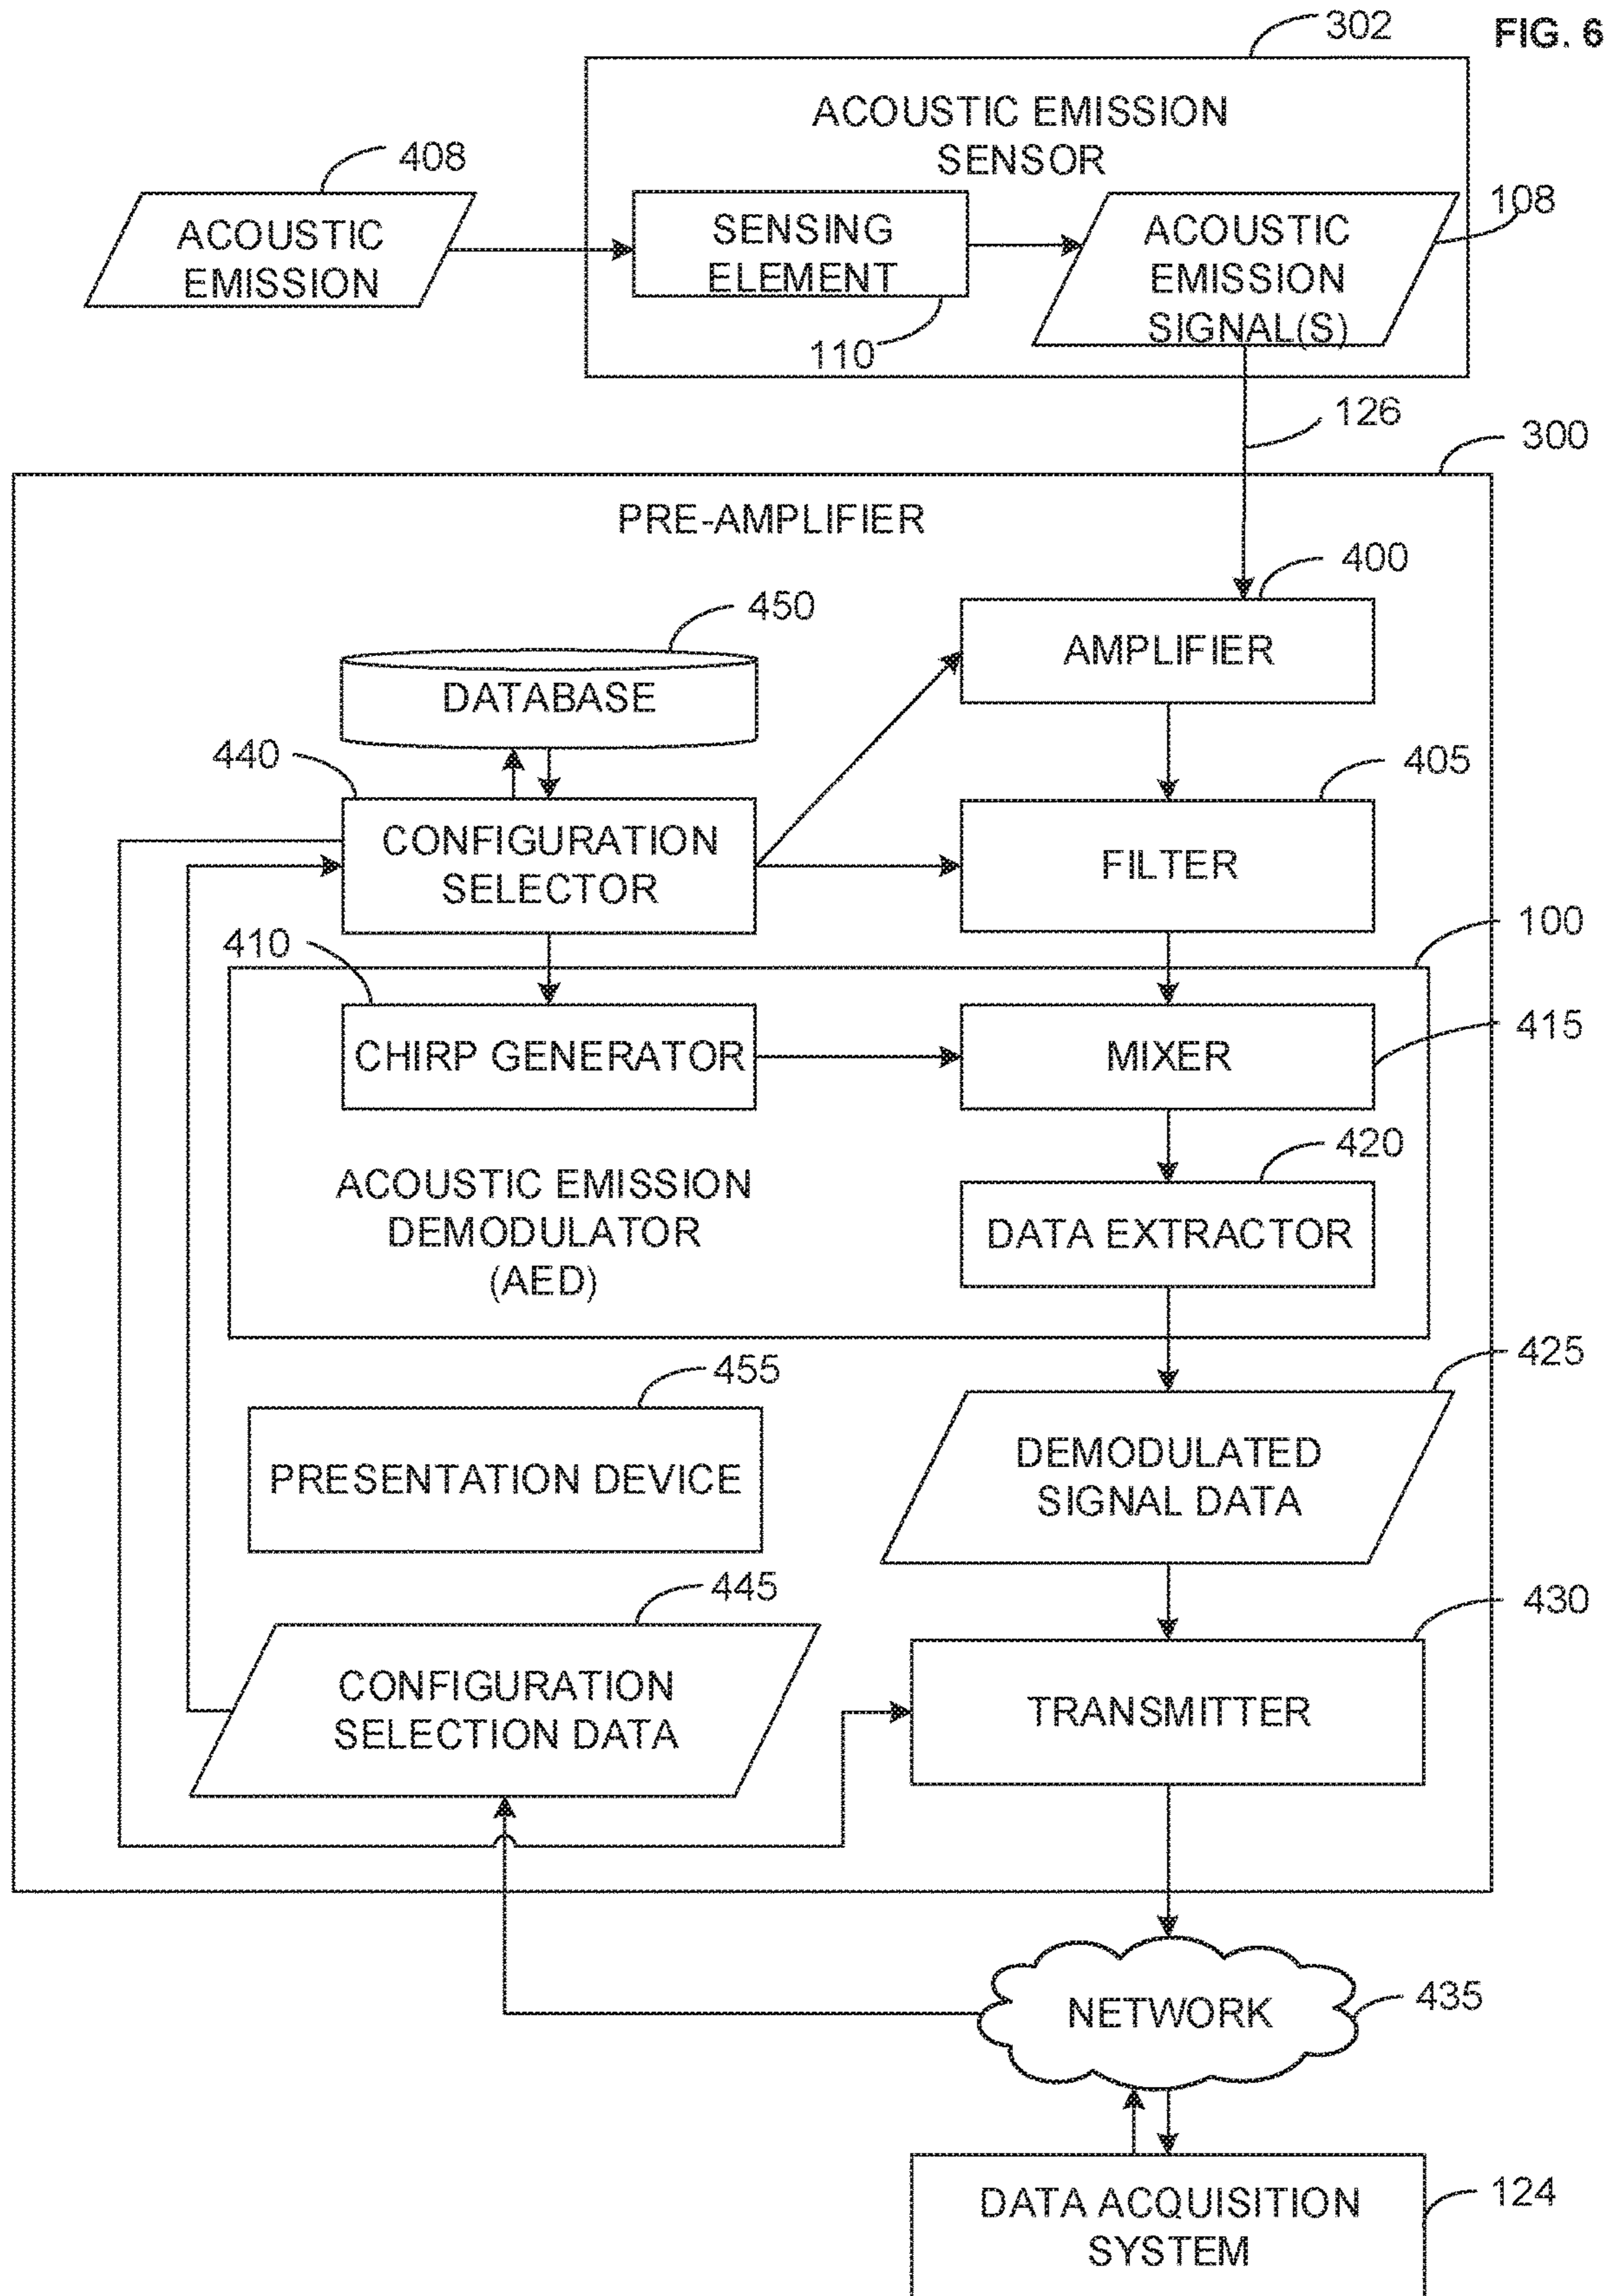 FIG. 6
302
ACOUSTIC EMISSION
SENSOR
408
ACOUSTIC
EMISSION
SENSING
ELEMENT
110
ACOUSTIC
EMISSION
SIGNAL(S)
108
126
300
PRE-AMPLIFIER
400
AMPLIFIER
450
DATABASE
440
CONFIGURATION
SELECTOR
405
FILTER
100
410
CHIRP GENERATOR
MIXER
415
420
DATA EXTRACTOR
ACOUSTIC EMISSION
DEMODULATOR
(AED)
425
DEMODULATED
SIGNAL DATA
455
PRESENTATION DEVICE
445
CONFIGURATION
SELECTION DATA
430
TRANSMITTER
NETWORK
435
DATA ACQUISITION
SYSTEM
124